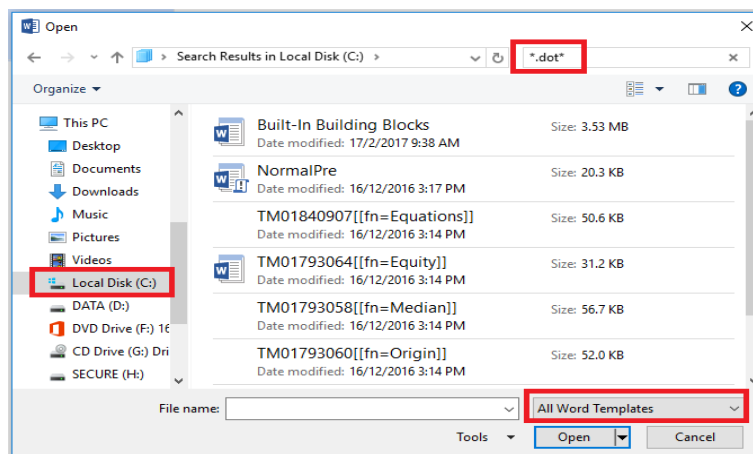 Open
Search Results in Local Disk (C:) >
*.dot*
Organize
This PC
Desktop
Documents
Downloads
Music
Pictures
Videos
Local Disk (C:)
DATA (D:)
DVD Drive (F:) 16
CD Drive (G:) Dri
SECURE (H:)
Built-In Building Blocks
Size: 3.53 MB
Date modified: 17/2/2017 9:38 AM
NormalPre
Size: 20.3 KB
Date modified: 16/12/2016 3:17 PM
TM01840907[[fn=Equations]]
Size: 50.6 KB
Date modified: 16/12/2016 3:14 PM
TM01793064[[fn=Equity]]
Size: 31.2 KB
Date modified: 16/12/2016 3:14 PM
TM01793058[[fn=Median]]
Size: 56.7 KB
Date modified: 16/12/2016 3:14 PM
TM01793060[[fn=Origin]]
Size: 52.0 KB
Date modified: 16/12/2016 3:14 PM
File name:
All Word Templates
Tools
Open
Cancel